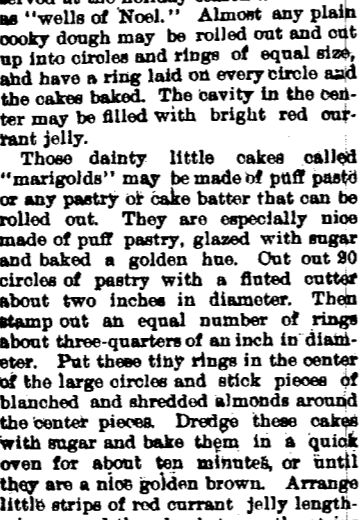 as "wells of Noel." Almost any plain
cooky dough may be rolled out and cut
up into circles and rings of equal size,
and have a ring laid on every circle and
the cakes baked. The cavity in the cen-
ter may be filled with bright red cur-
rant jelly.
Those dainty little cakes called
"marigolds" may be made of puff paste
or any pastry or cake batter that can be
rolled out. They are especially nice
made of puff pastry, glazed with sugar
and baked a golden hue. Cut out 20
circles of pastry with a fluted cutter
about two inches in diameter. Then
stamp out an equal number of rings
about three-quarters of an inch in diam-
eter. Put these tiny rings in the center
of the large circles and stick pieces of
blanched and shredded almonds around
the center pieces. Dredge these cakes
with sugar and bake them in a quick
oven for about ten minutes, or until
they are a nice golden brown. Arrange
little strips of red currant jelly length-